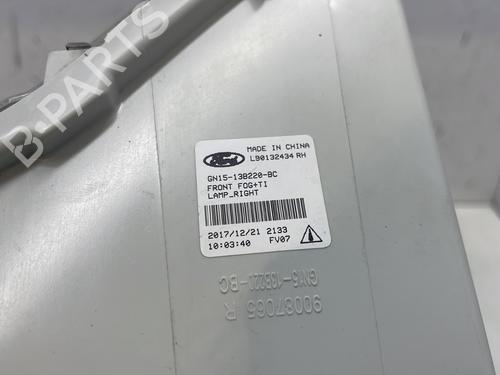 MADE IN CHINA
L90132434 RH
GN15-13B220-BC
FRONT FOG+TI
LAMP_RIGHT
2017/12/21 2133
10:03:40 FV07
GN15-13B221-BC
90087065 R
B-PARTS